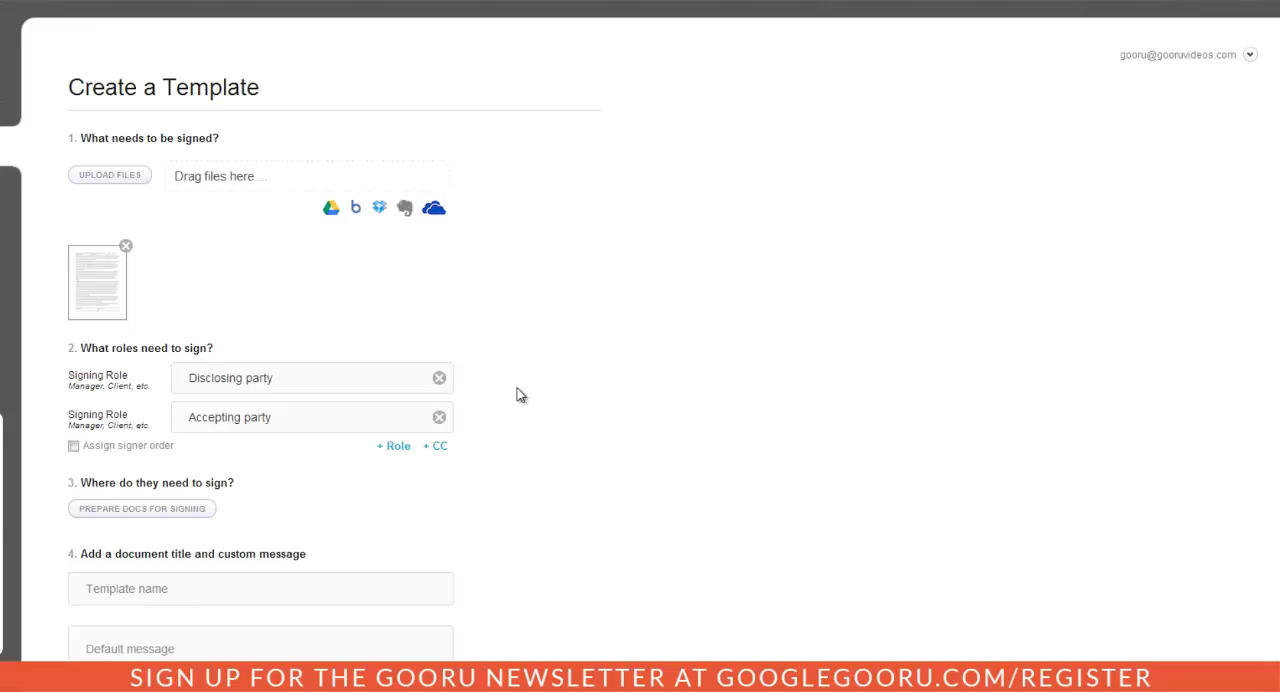 gooru@gooruvideos.com
Create a Template
1. What needs to be signed?
UPLOAD FILES
Drag files here ...
2. What roles need to sign?
Signing Role
Manager, Client, etc.
Disclosing party
Signing Role
Manager, Client, etc.
Accepting party
Assign signer order
+ Role
+ CC
3. Where do they need to sign?
PREPARE DOCS FOR SIGNING
4. Add a document title and custom message
Template name
Default message
SIGN UP FOR THE GOORU NEWSLETTER AT GOOGLEGOORU.COM/REGISTER